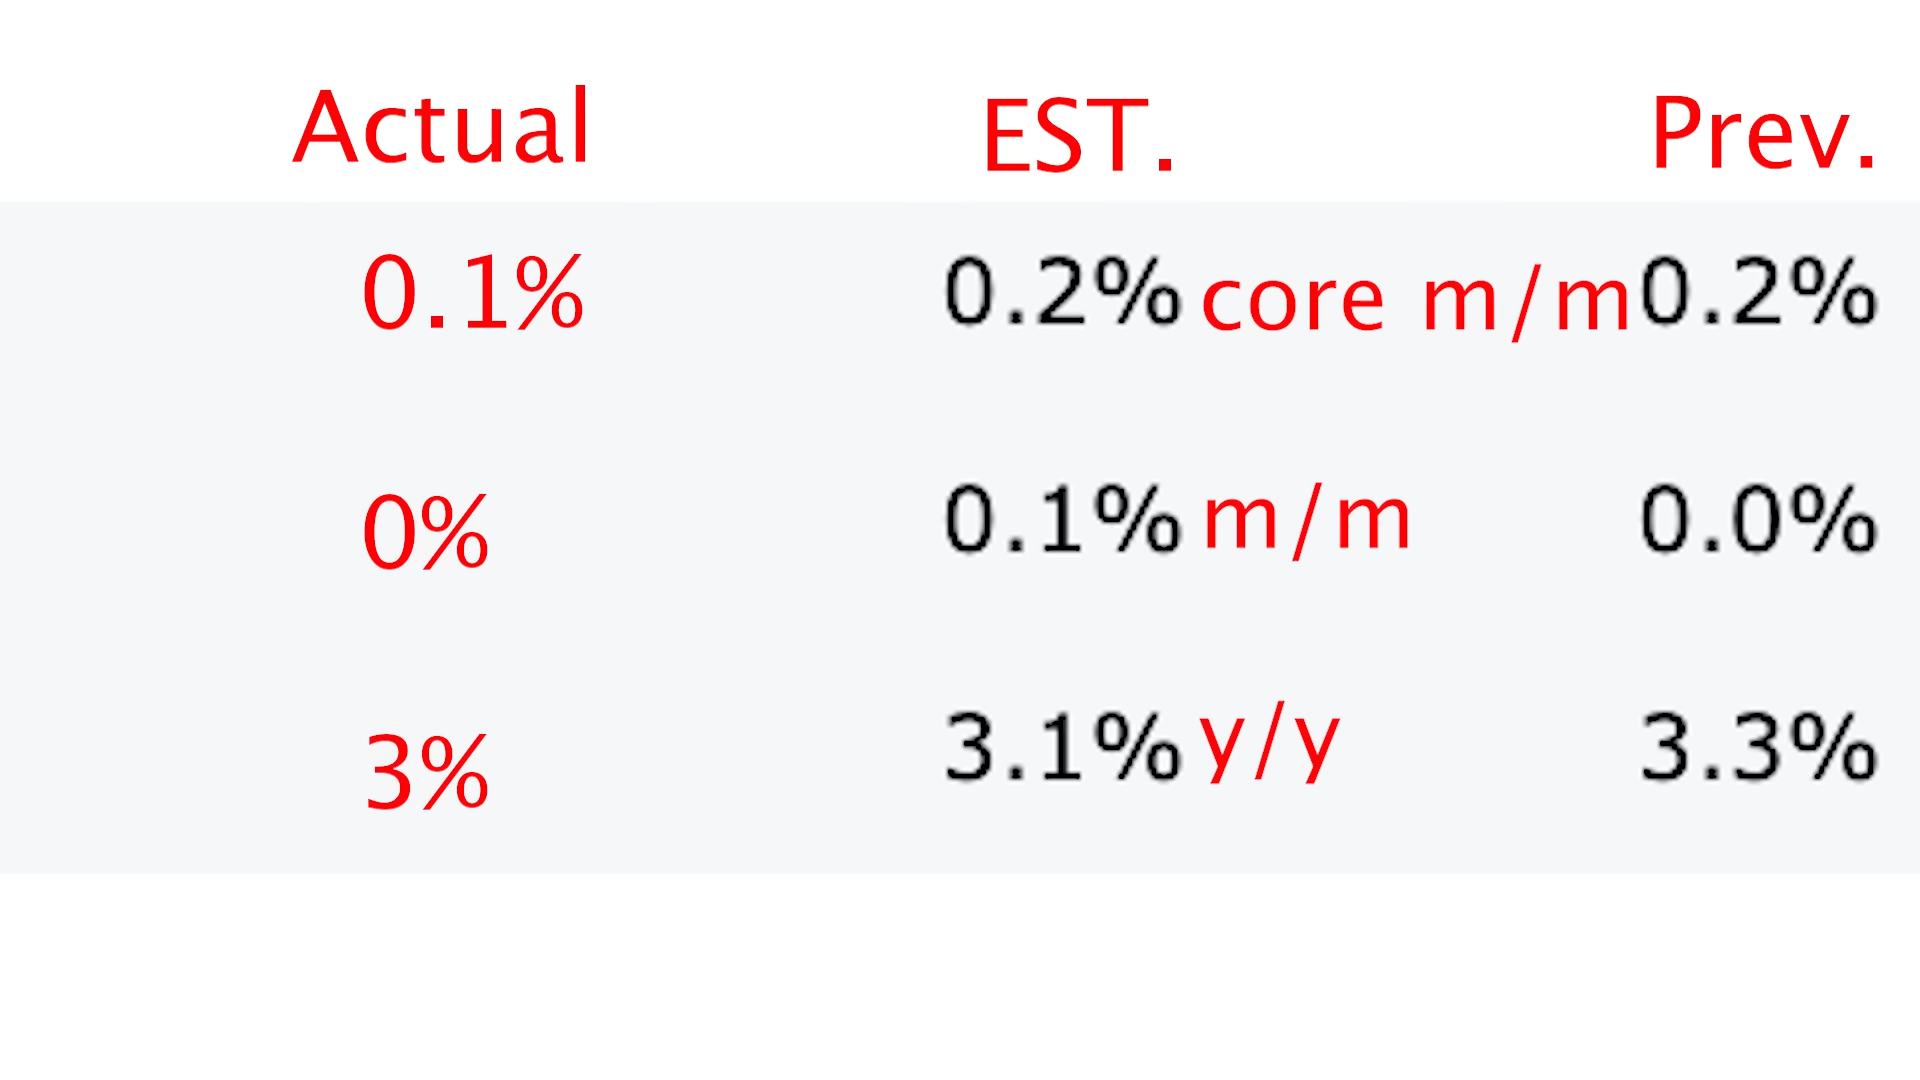 Actual EST. Prev.
0.1% 0.2% core m/m 0.2%
0% 0.1% m/m 0.0%
3% 3.1% y/y 3.3%